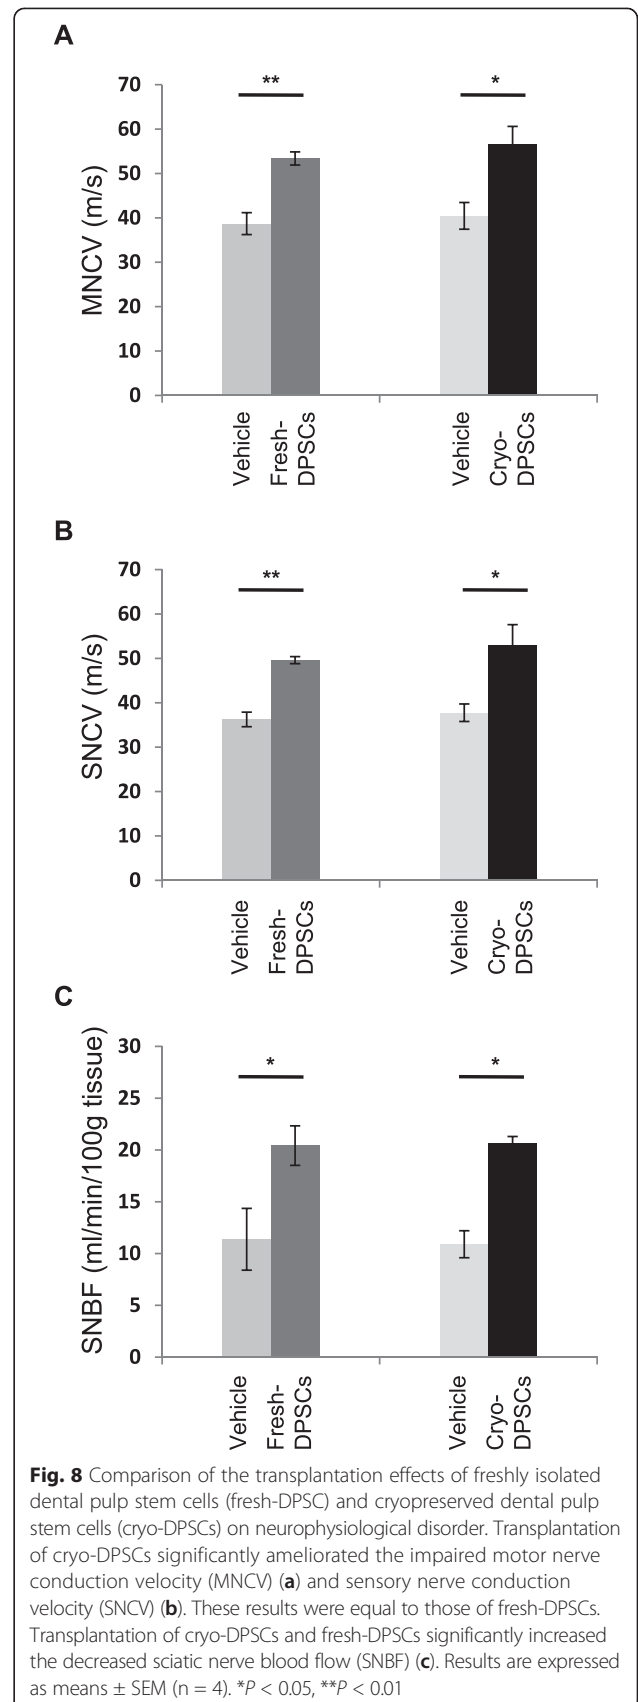 A
70
**
*
60
50
40
30
20
10
0
MNCV (m/s)
Vehicle
Fresh-
DPSCs
Vehicle
Cryo-
DPSCs
B
70
**
*
60
50
40
30
20
10
0
SNCV (m/s)
Vehicle
Fresh-
DPSCs
Vehicle
Cryo-
DPSCs
C
30
*
*
25
20
15
10
5
0
SNBF (ml/min/100g tissue)
Vehicle
Fresh-
DPSCs
Vehicle
Cryo-
DPSCs
Fig. 8 Comparison of the transplantation effects of freshly isolated
dental pulp stem cells (fresh-DPSC) and cryopreserved dental pulp
stem cells (cryo-DPSCs) on neurophysiological disorder. Transplantation
of cryo-DPSCs significantly ameliorated the impaired motor nerve
conduction velocity (MNCV) (a) and sensory nerve conduction
velocity (SNCV) (b). These results were equal to those of fresh-DPSCs.
Transplantation of cryo-DPSCs and fresh-DPSCs significantly increased
the decreased sciatic nerve blood flow (SNBF) (c). Results are expressed
as means ± SEM (n = 4). *P < 0.05, **P < 0.01